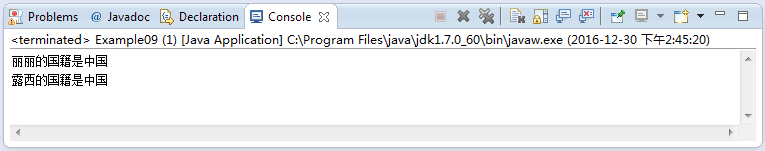 Problems @ Javadoc Declaration Console
<terminated> Example09 (1) [Java Application] C:\Program Files\java\jdk1.7.0_60\bin\javaw.exe (2016-12-30 下午2:45:20)
丽丽的国籍是中国
露西的国籍是中国